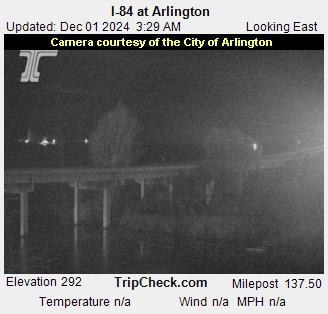 I-84 at Arlington
Updated: Dec 01 2024 3:29 AM Looking East
Camera courtesy of the City of Arlington
Elevation 292 TripCheck.com Milepost 137.50
Temperature n/a Wind n/a MPH n/a